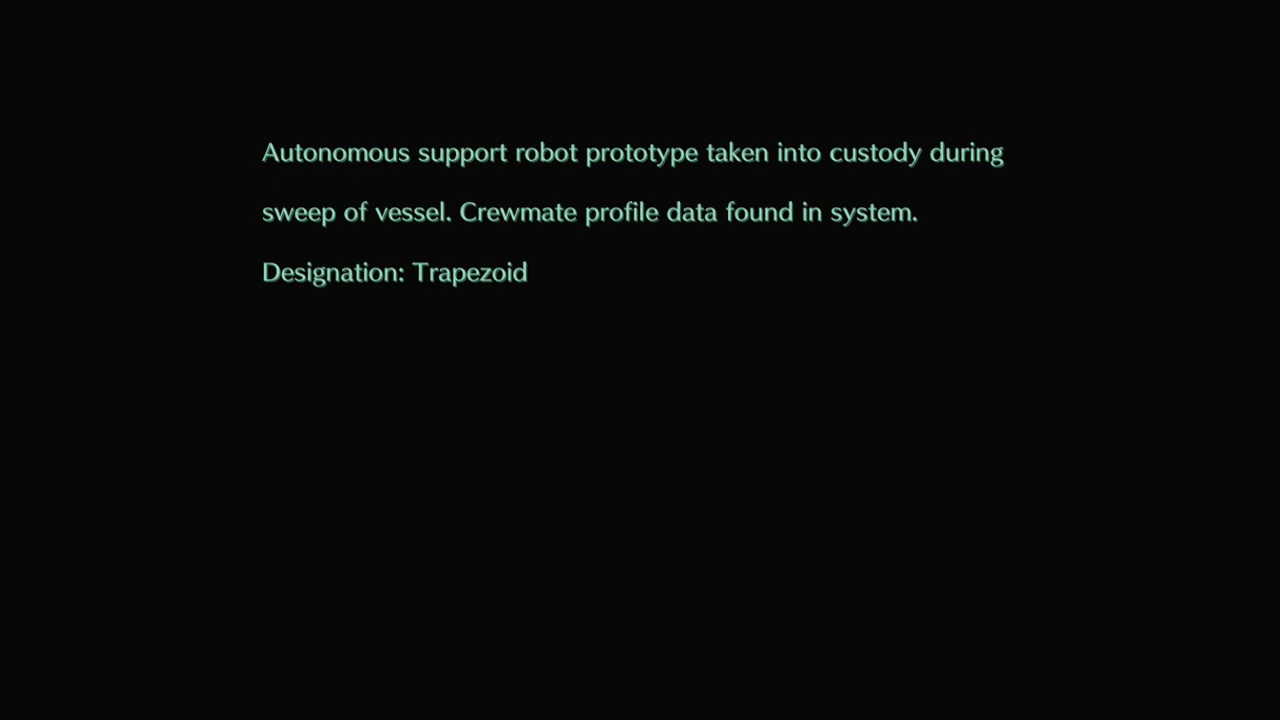 Autonomous support robot prototype taken into custody during
sweep of vessel. Crewmate profile data found in system.
Designation: Trapezoid